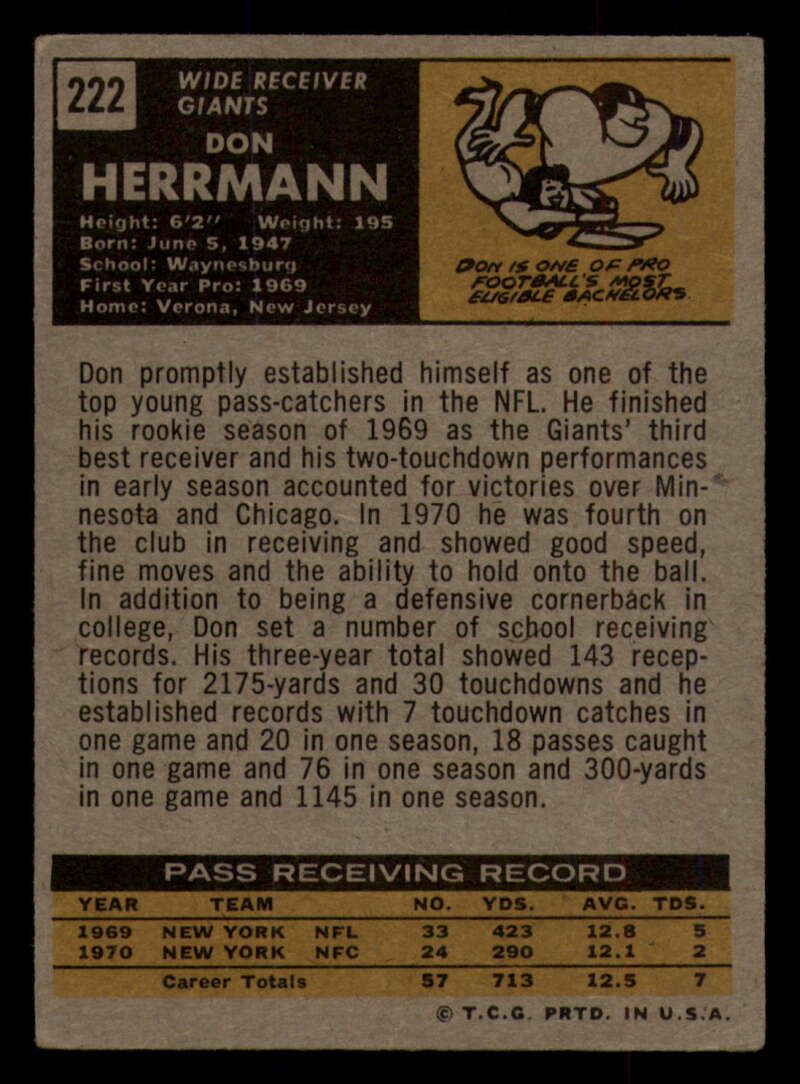 222
WIDE RECEIVER
GIANTS
DON
HERRMANN
Height: 6'2" Weight: 195
Born: June 5, 1947
School: Waynesburg
First Year Pro: 1969
Home: Verona, New Jersey
DON IS ONE OF PRO
FOOTBALL'S MOST
ELIGIBLE BACHELORS.
Don promptly established himself as one of the
top young pass-catchers in the NFL. He finished
his rookie season of 1969 as the Giants' third
best receiver and his two-touchdown performances
in early season accounted for victories over Min-
nesota and Chicago. In 1970 he was fourth on
the club in receiving and showed good speed,
fine moves and the ability to hold onto the ball.
In addition to being a defensive cornerback in
college, Don set a number of school receiving
records. His three-year total showed 143 recep-
tions for 2175-yards and 30 touchdowns and he
established records with 7 touchdown catches in
one game and 20 in one season, 18 passes caught
in one game and 76 in one season and 300-yards
in one game and 1145 in one season.
PASS RECEIVING RECORD
YEAR TEAM NO. YDS. AVG. TDS.
1969 NEW YORK NFL 33 423 12.8 5
1970 NEW YORK NFC 24 290 12.1 2
Career Totals 57 713 12.5 7
© T.C.G. PRTD. IN U.S.A.